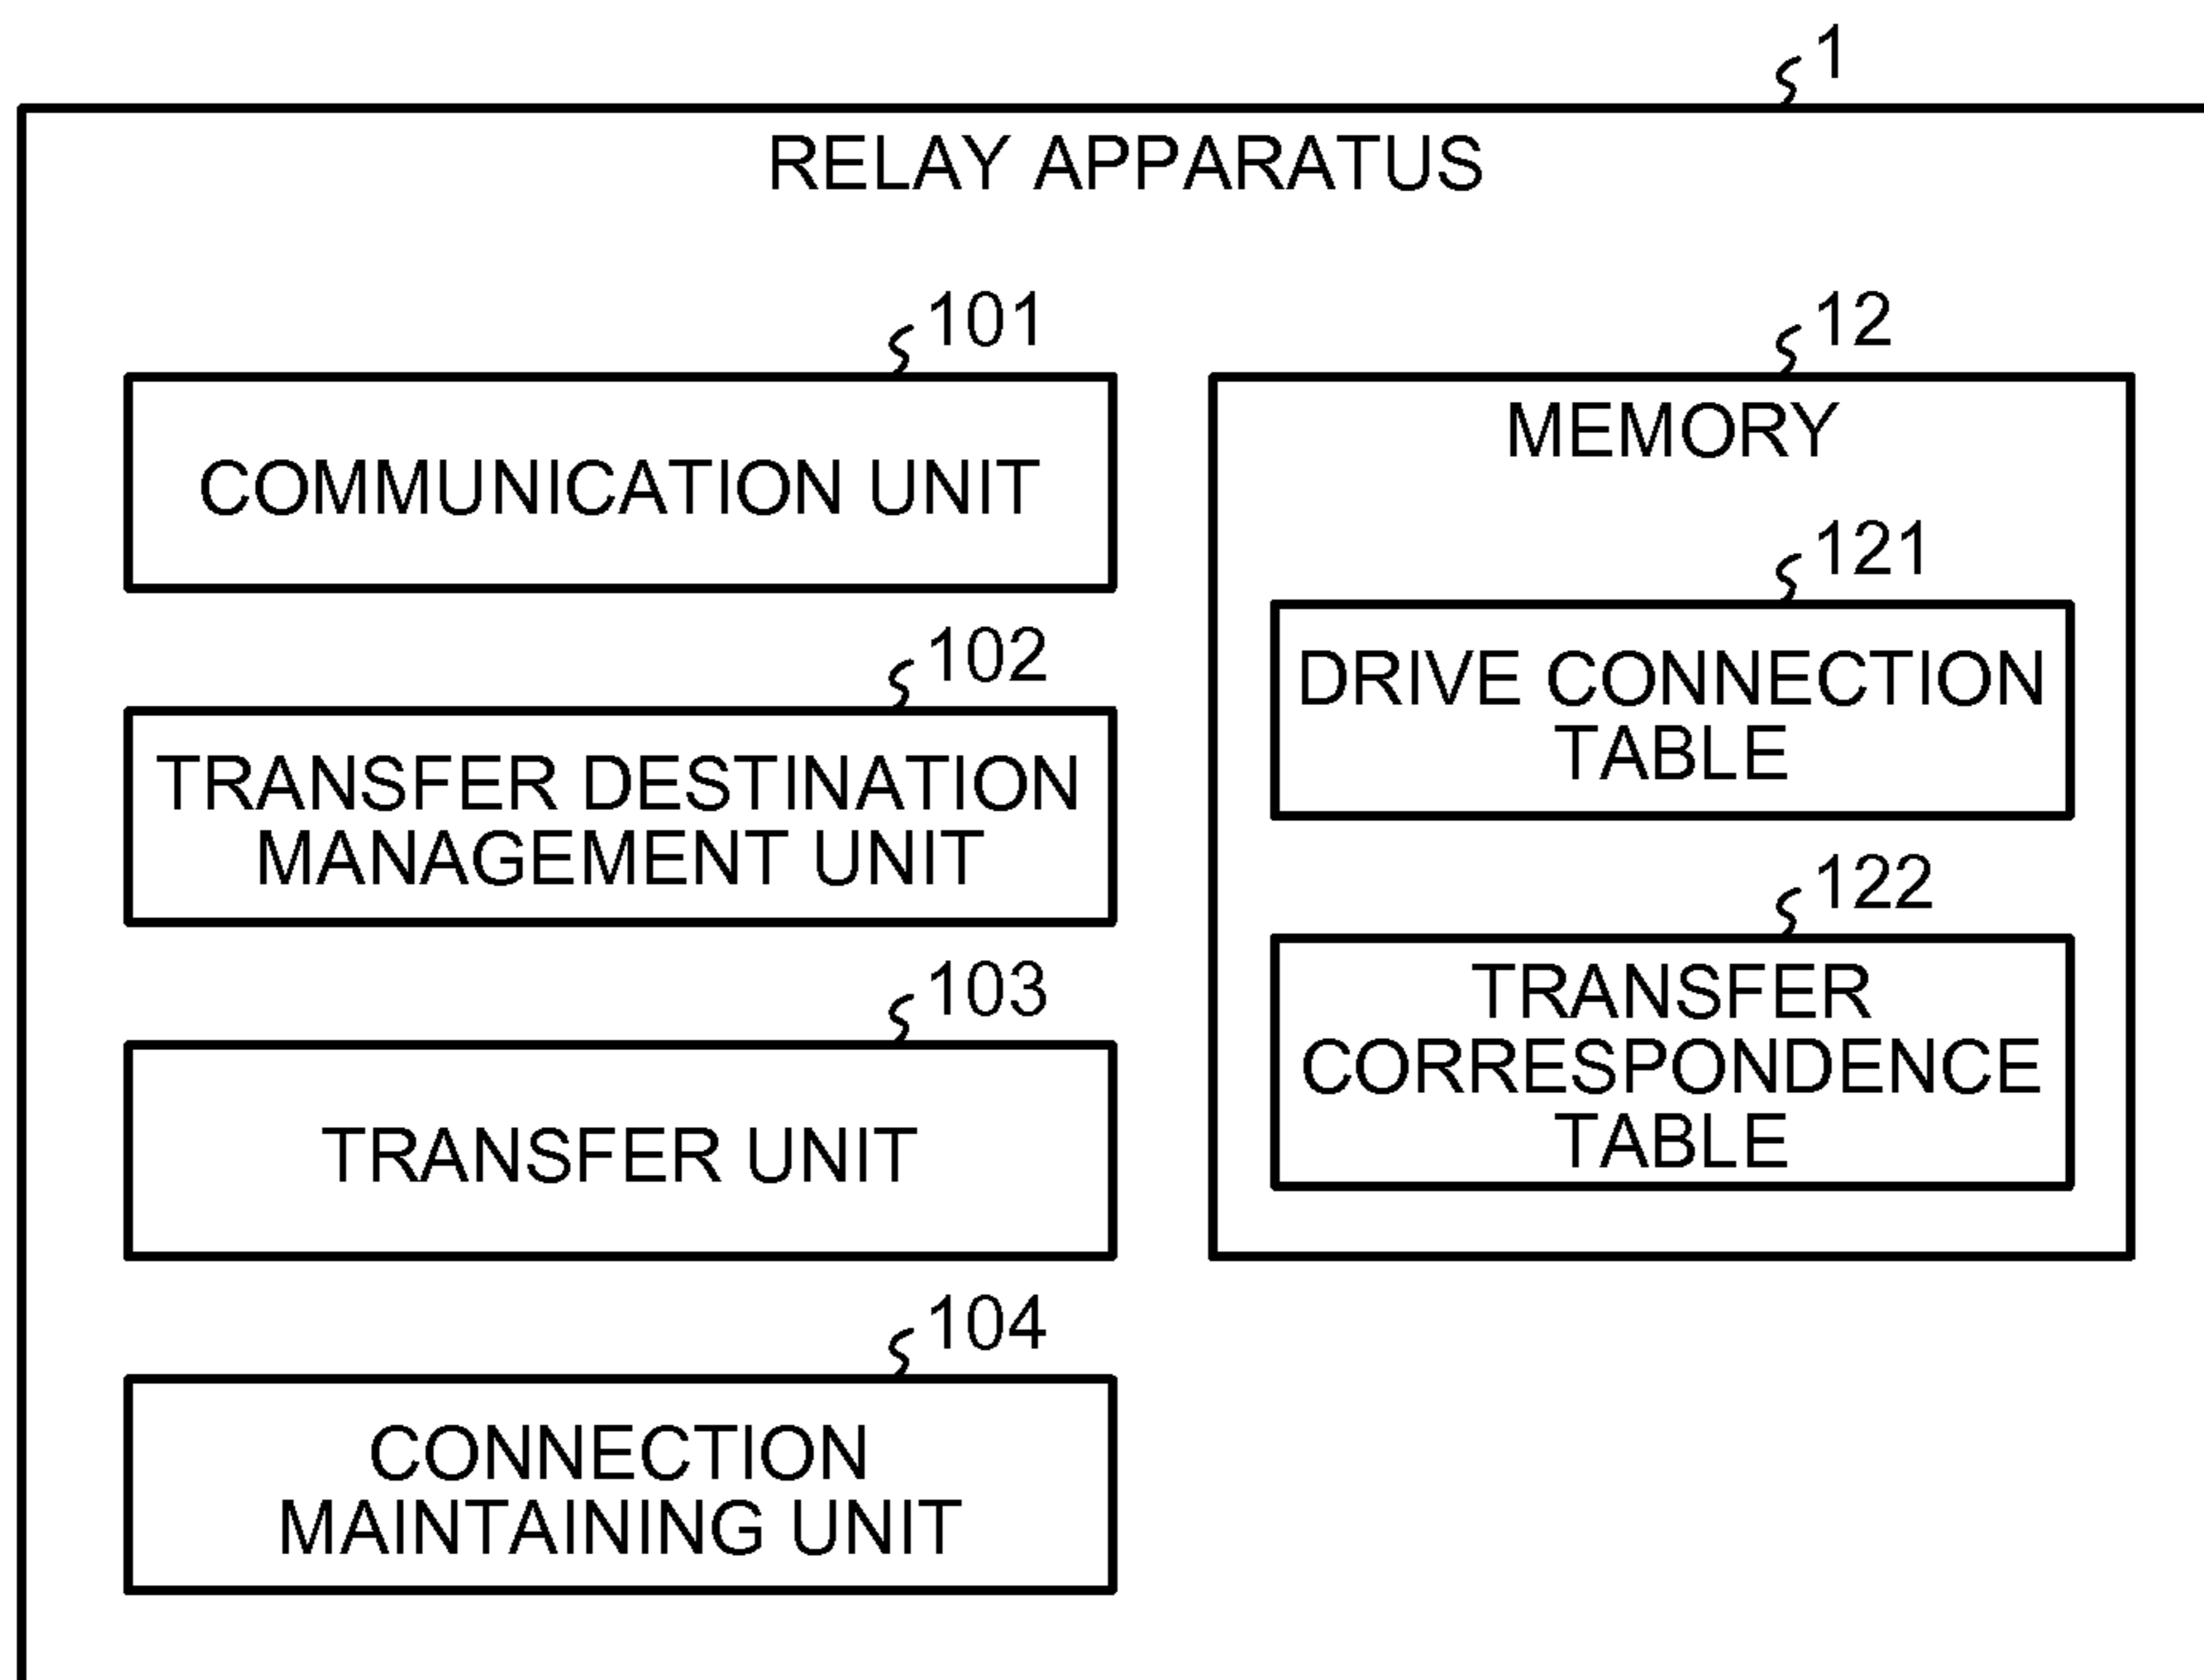 1
RELAY APPARATUS
101
COMMUNICATION UNIT
102
TRANSFER DESTINATION
MANAGEMENT UNIT
103
TRANSFER UNIT
104
CONNECTION
MAINTAINING UNIT
12
MEMORY
121
DRIVE CONNECTION
TABLE
122
TRANSFER
CORRESPONDENCE
TABLE